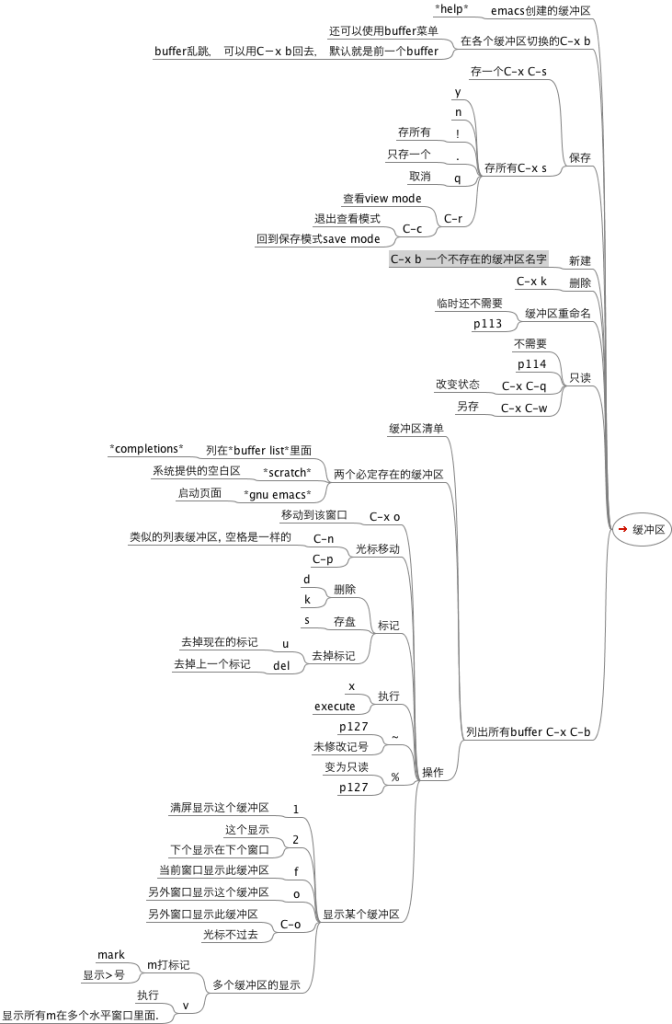 *help*
emacs创建的缓冲区
还可以使用buffer菜单
在各个缓冲区切换的C-x b
buffer乱跳， 可以用C－x b回去， 默认就是前一个buffer
存一个C-x C-s
y
n
存所有
!
只存一个
.
取消
q
存所有C-x s
保存
查看view mode
退出查看模式
回到保存模式save mode
C-c
C-r
C-x b 一个不存在的缓冲区名字
新建
C-x k
删除
临时还不需要
p113
缓冲区重命名
不需要
p114
改变状态
C-x C-q
另存
C-x C-w
只读
缓冲区清单
*completions*
列在*buffer list*里面
系统提供的空白区
*scratch*
启动页面
*gnu emacs*
两个必定存在的缓冲区
移动到该窗口
C-x o
类似的列表缓冲区, 空格是一样的
C-n
C-p
光标移动
d
k
删除
s
存盘
去掉现在的标记
u
去掉上一个标记
del
去掉标记
标记
x
execute
执行
p127
未修改记号
~
变为只读
p127
%
操作
列出所有buffer C-x C-b
缓冲区
满屏显示这个缓冲区
1
这个显示
下个显示在下个窗口
2
当前窗口显示此缓冲区
f
另外窗口显示这个缓冲区
o
另外窗口显示此缓冲区
光标不过去
C-o
显示某个缓冲区
mark
显示>号
m打标记
执行
显示所有m在多个水平窗口里面.
v
多个缓冲区的显示